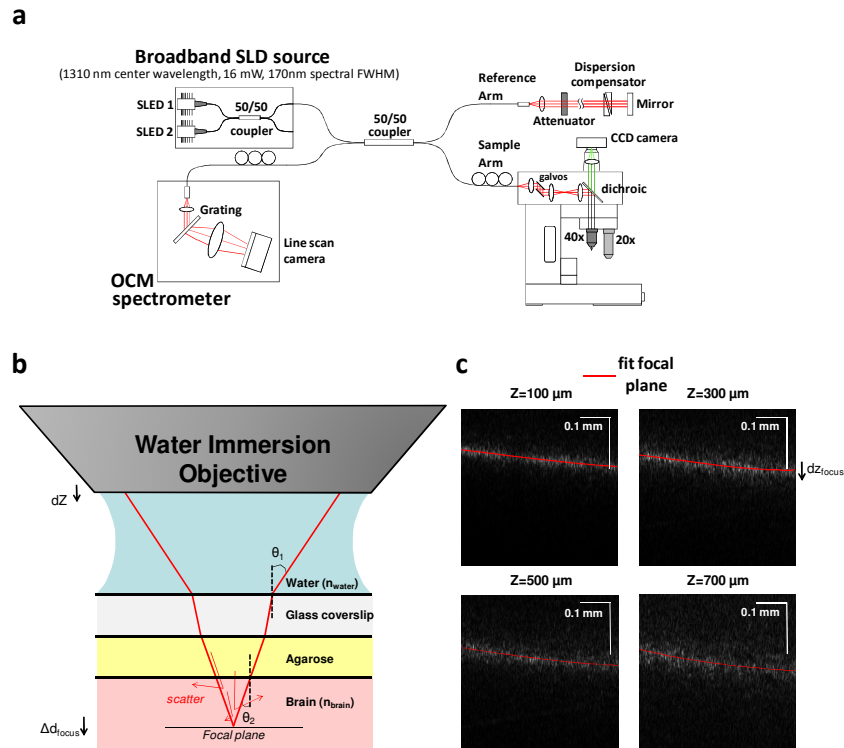 a
Broadband SLD source
(1310 nm center wavelength, 16 mW, 170nm spectral FWHM)
SLED 1
SLED 2
50/50
coupler
50/50
coupler
Reference
Arm
Attenuator
Dispersion
compensator
Mirror
CCD camera
Sample
Arm
galvos
dichroic
40x
20x
Grating
Line scan
camera
OCM
spectrometer
b
Water Immersion
Objective
dZ
θ1
Water (nwater)
Glass coverslip
Agarose
scatter
Brain (nbrain)
θ2
Δdfocus
Focal plane
c
fit focal
plane
Z=100 µm
Z=300 µm
0.1 mm
0.1 mm
dzfocus
Z=500 µm
Z=700 µm
0.1 mm
0.1 mm